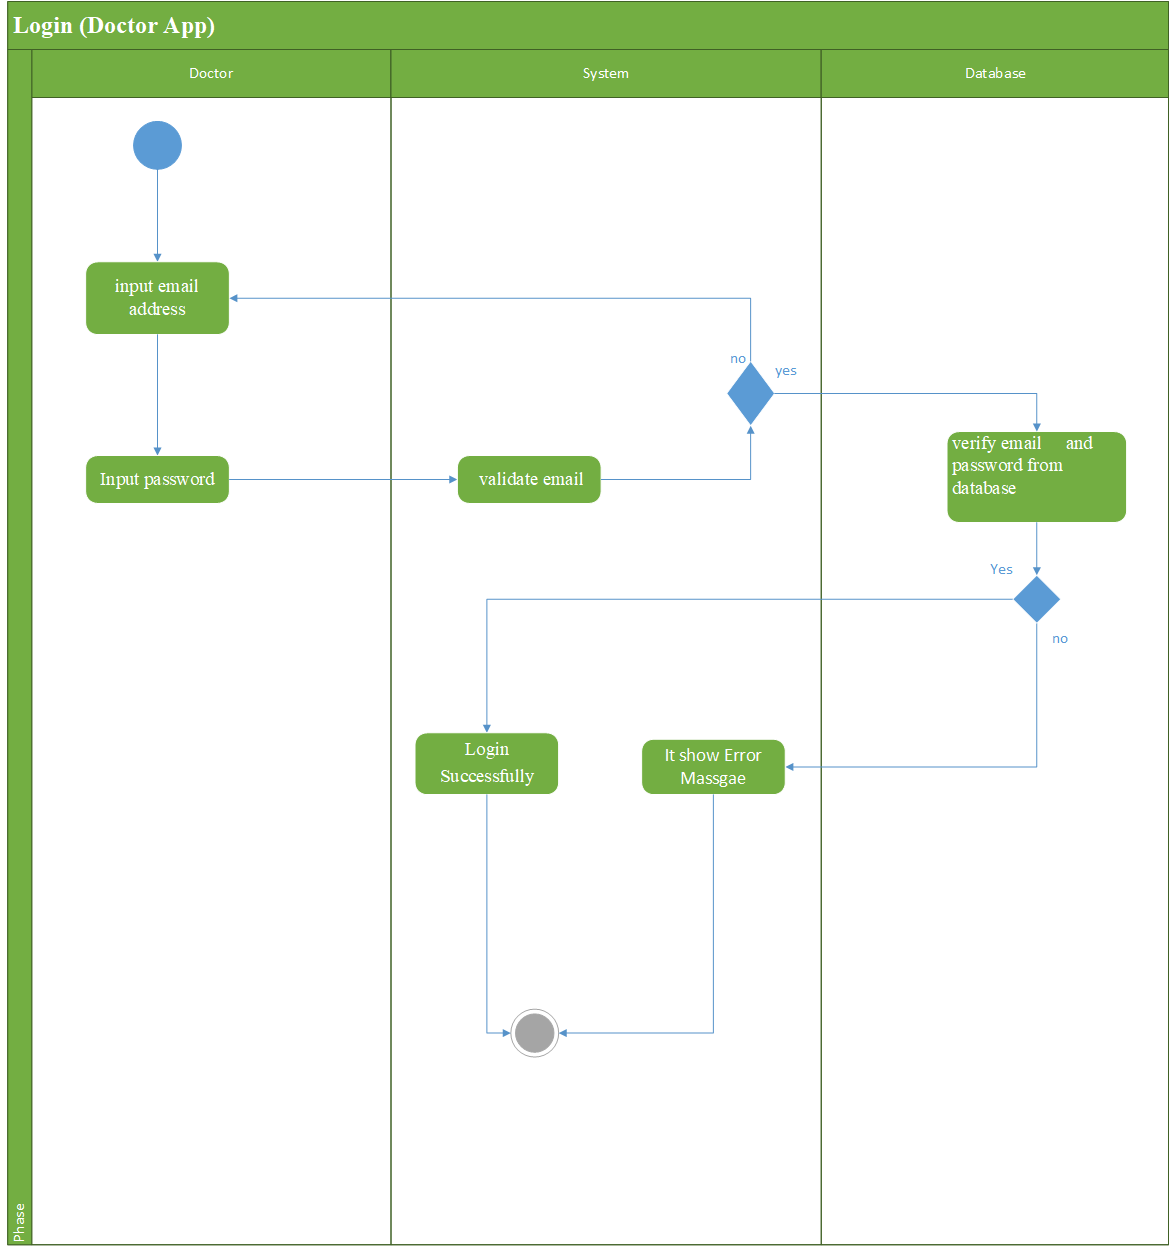 Login (Doctor App)
Doctor
System
Database
input email
address
no
yes
Input password
validate email
verify email and
password from
database
Yes
no
Login
Successfully
It show Error
Massgae
Phase